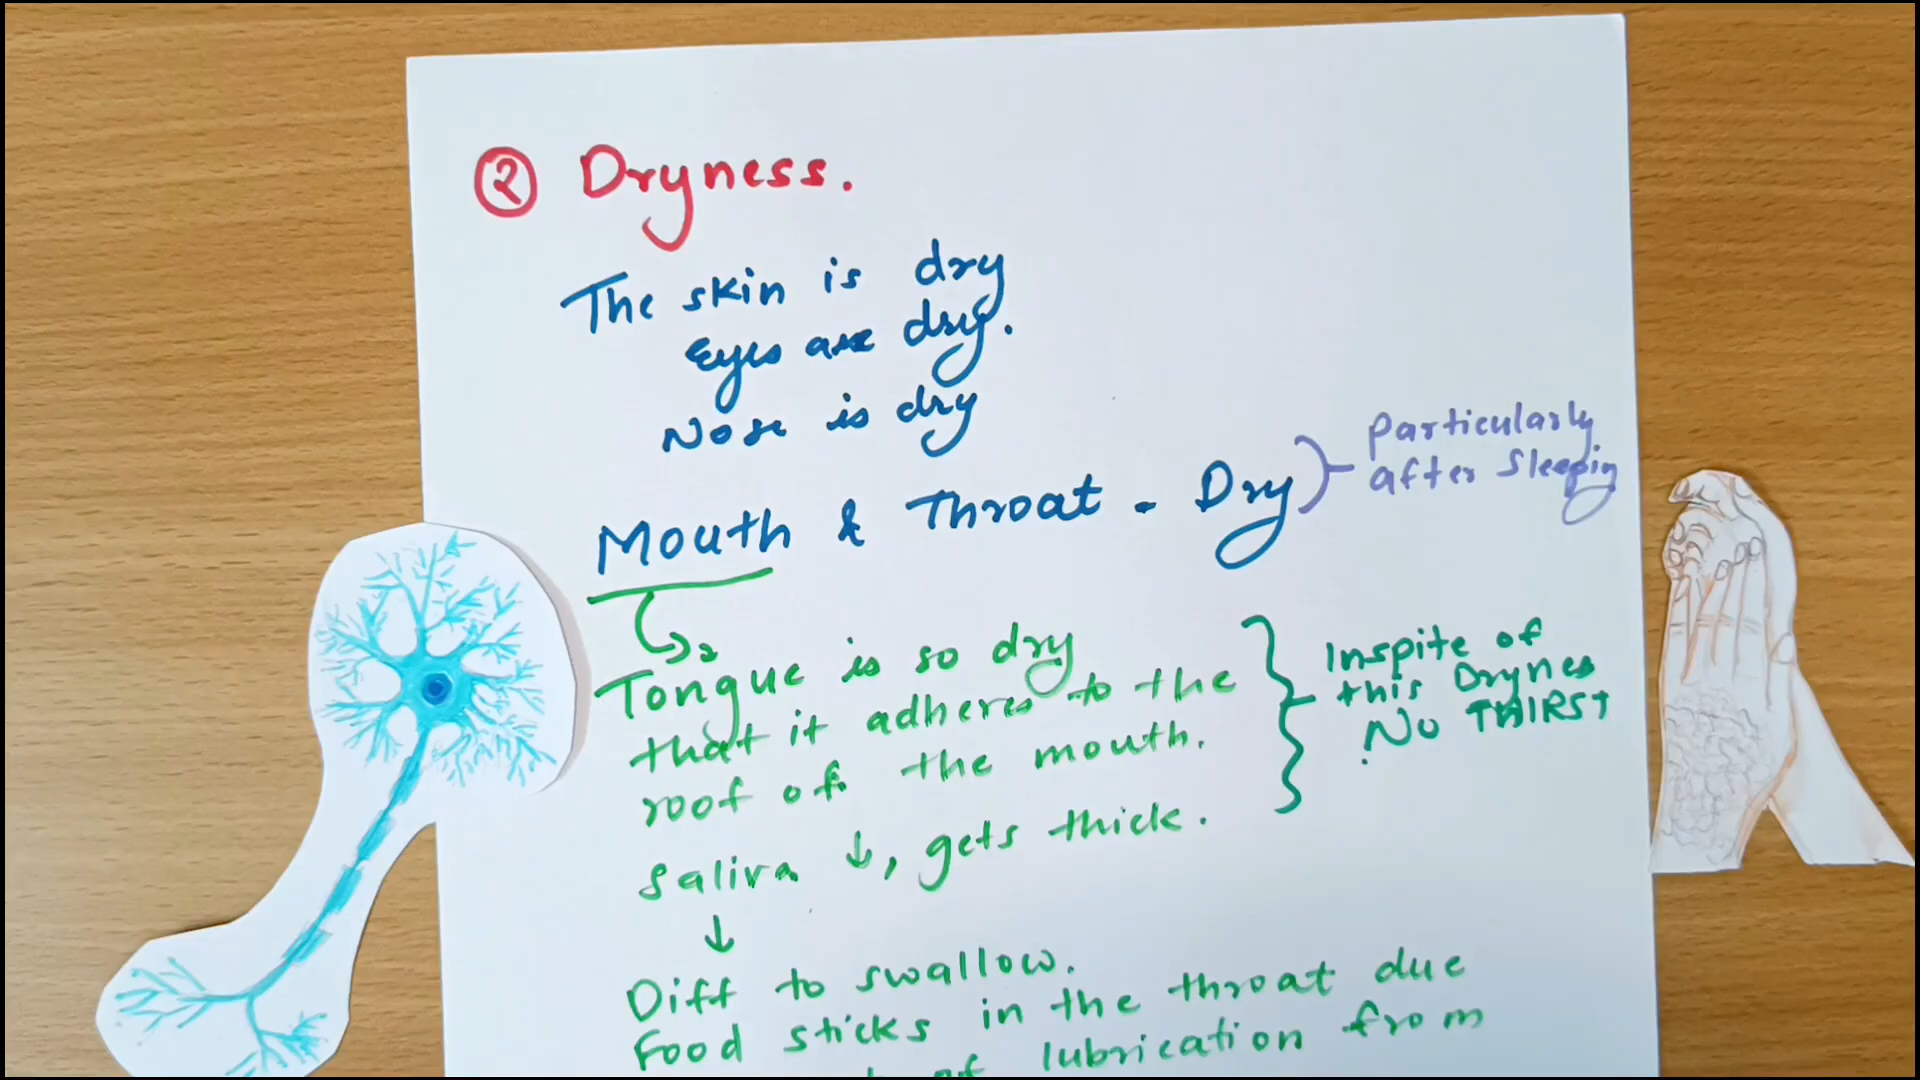 ② Dryness.
The skin is dry
Eyes are dry.
Nose is dry
Mouth & Throat - Dry
Particularly
after sleeping
Tongue is so dry
that it adheres to the
roof of the mouth.
Inspite of
this Drynes
No THIRST
Saliva ↓, gets thick.
↓
Diff to swallow.
Food sticks in the throat due
of lubrication from